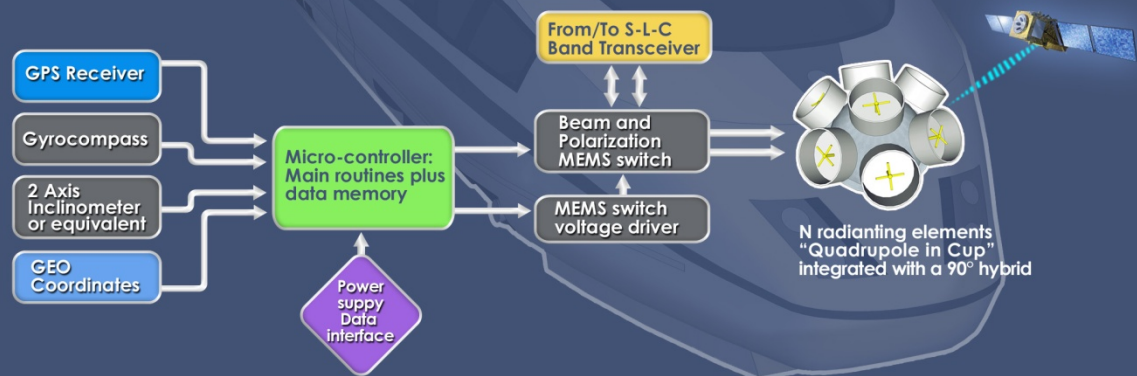 GPS Receiver
Gyrocompass
2 Axis
Inclinometer
or equivalent
GEO
Coordinates
Micro-controller:
Main routines plus
data memory
Power
suppy
Data
interface
From/To S-L-C
Band Transceiver
Beam and
Polarization
MEMS switch
MEMS switch
voltage driver
N radianting elements
“Quadrupole in Cup”
integrated with a 90° hybrid